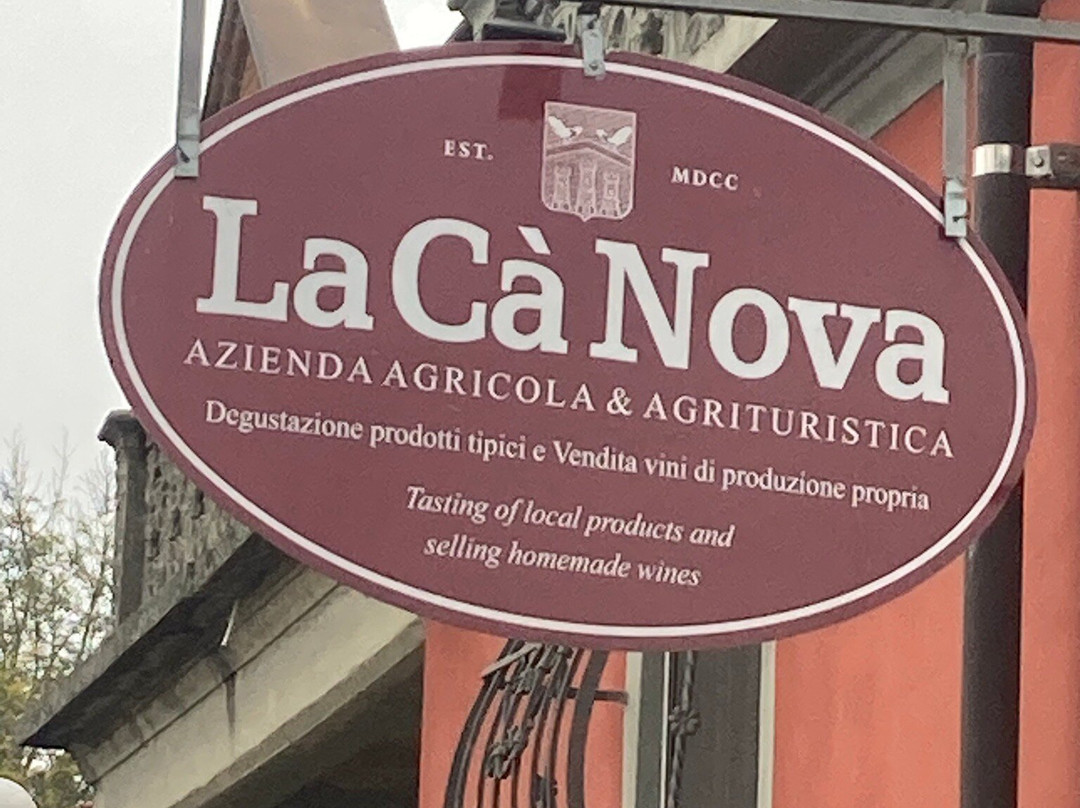 EST. MDCC
La Cà Nova
AZIENDA AGRICOLA & AGRITURISTICA
Degustazione prodotti tipici e Vendita vini di produzione propria
Tasting of local products and
selling homemade wines